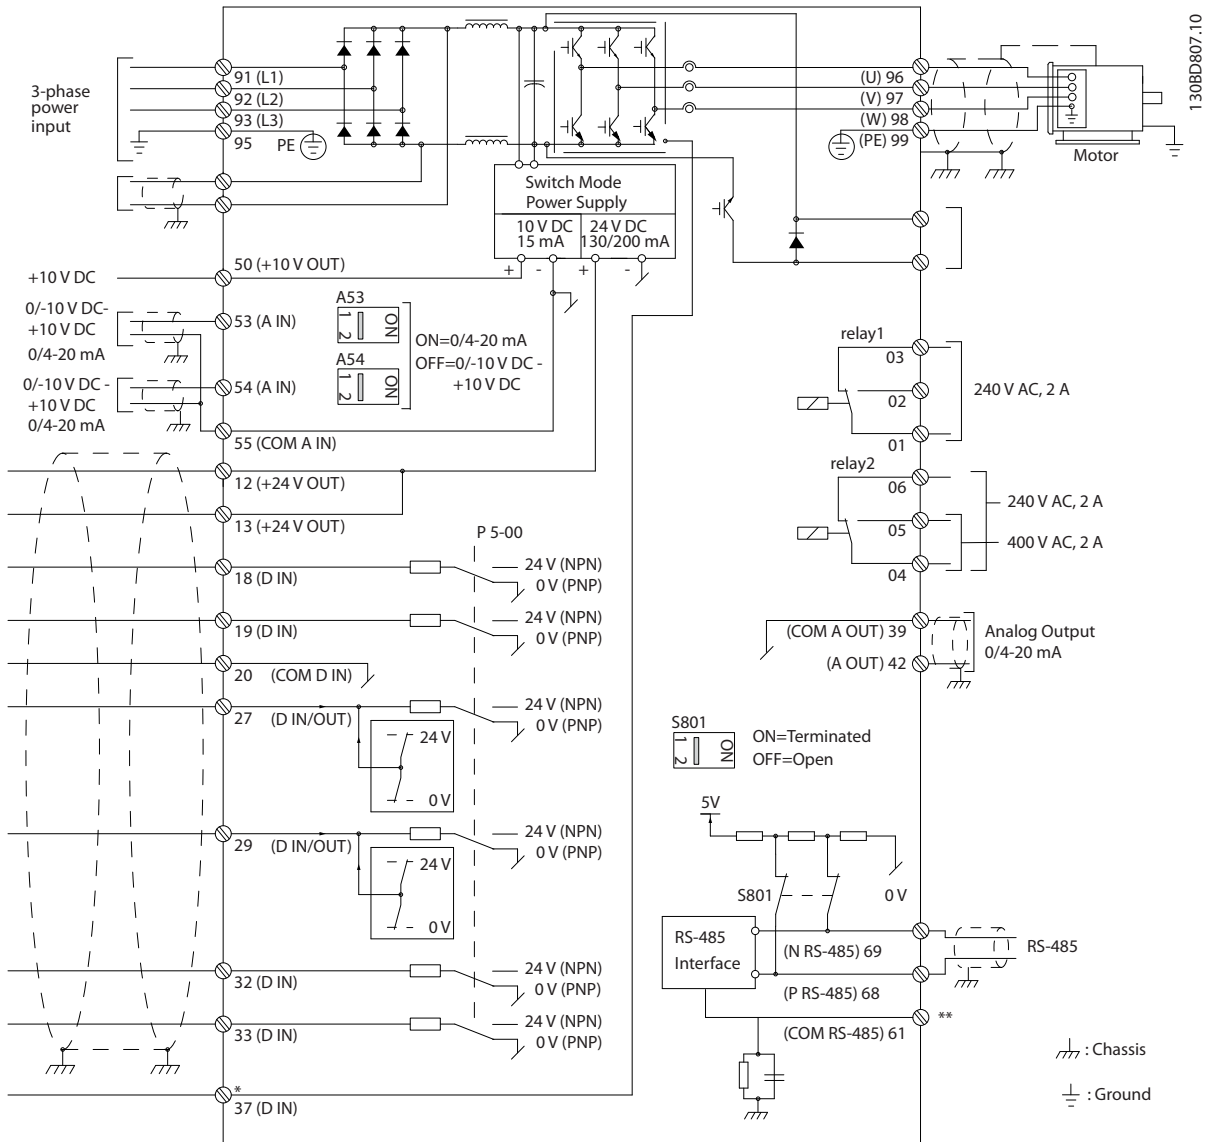 130BD807.10
3-phase
power
input
91 (L1)
92 (L2)
93 (L3)
95
PE
(U) 96
(V) 97
(W) 98
(PE) 99
Motor
Switch Mode
Power Supply
10 V DC
15 mA
24 V DC
130/200 mA
+
-
+
-
+10 V DC
50 (+10 V OUT)
0/-10 V DC-
+10 V DC
0/4-20 mA
53 (A IN)
A53
1
2
ON
A54
1
2
ON
ON=0/4-20 mA
OFF=0/-10 V DC -
+10 V DC
0/-10 V DC -
+10 V DC
0/4-20 mA
54 (A IN)
55 (COM A IN)
12 (+24 V OUT)
13 (+24 V OUT)
P 5-00
18 (D IN)
24 V (NPN)
0 V (PNP)
19 (D IN)
24 V (NPN)
0 V (PNP)
20 (COM D IN)
27 (D IN/OUT)
24 V (NPN)
0 V (PNP)
24 V
0 V
29 (D IN/OUT)
24 V (NPN)
0 V (PNP)
24 V
0 V
32 (D IN)
24 V (NPN)
0 V (PNP)
33 (D IN)
24 V (NPN)
0 V (PNP)
*
37 (D IN)
relay1
03
02
01
240 V AC, 2 A
relay2
06
05
04
240 V AC, 2 A
400 V AC, 2 A
(COM A OUT) 39
(A OUT) 42
Analog Output
0/4-20 mA
S801
1
2
ON
ON=Terminated
OFF=Open
5V
S801
0 V
RS-485
Interface
(N RS-485) 69
RS-485
(P RS-485) 68
(COM RS-485) 61
**
: Chassis
: Ground